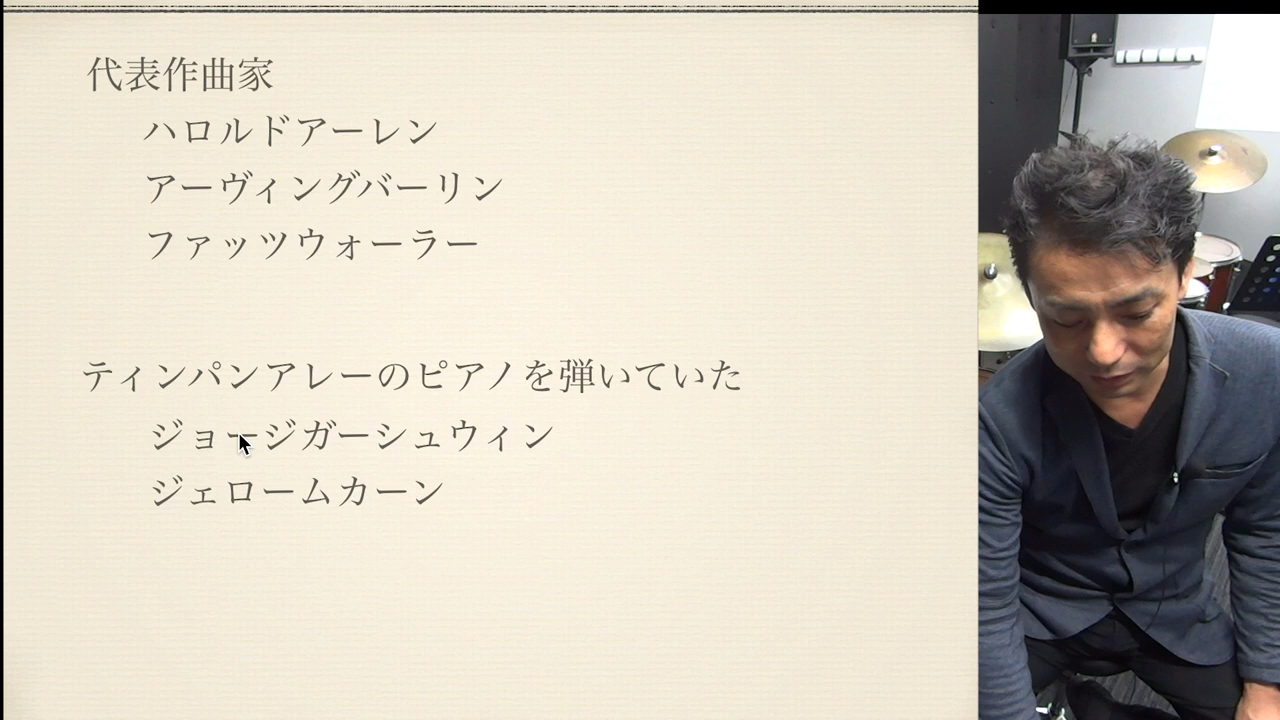 代表作曲家
ハロルドアーレン
アーヴィングバーリン
ファッツウォーラー
ティンパンアレーのピアノを弾いていた
ジョージガーシュウィン
ジェロームカーン